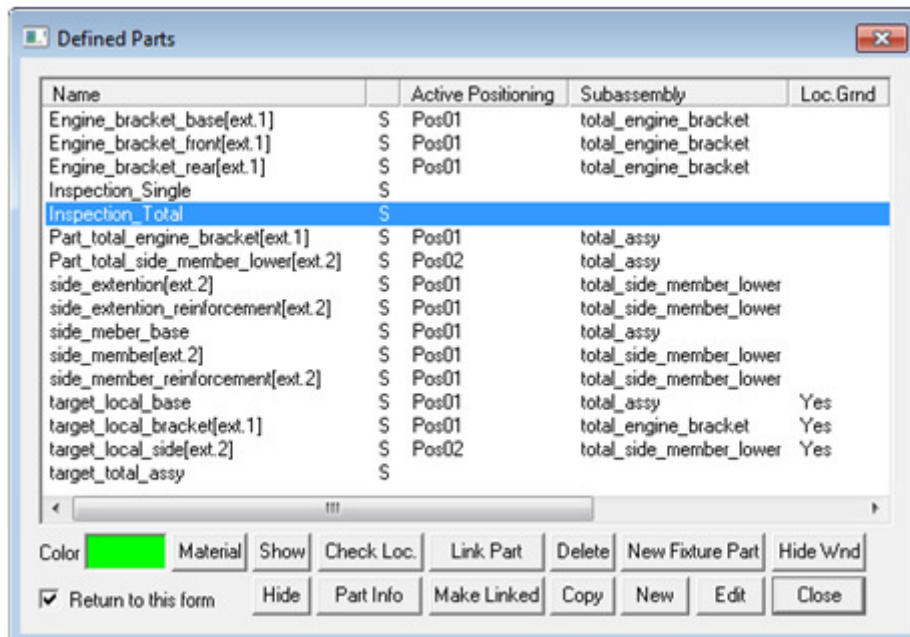 Defined Parts
Name Active Positioning Subassembly Loc.Grnd
Engine_bracket_base[ext.1] S Pos01 total_engine_bracket
Engine_bracket_front[ext.1] S Pos01 total_engine_bracket
Engine_bracket_rear[ext.1] S Pos01 total_engine_bracket
Inspection_Single S
Inspection_Total S
Part_total_engine_bracket[ext.1] S Pos01 total_assy
Part_total_side_member_lower[ext.2] S Pos02 total_assy
side_extention[ext.2] S Pos01 total_side_member_lower
side_extention_reinforcement[ext.2] S Pos01 total_side_member_lower
side_meber_base S Pos01 total_assy
side_member[ext.2] S Pos01 total_side_member_lower
side_member_reinforcement[ext.2] S Pos01 total_side_member_lower
target_local_base S Pos01 total_assy Yes
target_local_bracket[ext.1] S Pos01 total_engine_bracket Yes
target_local_side[ext.2] S Pos02 total_side_member_lower Yes
target_total_assy S
Color Material Show Check Loc. Link Part Delete New Fixture Part Hide Wnd
Return to this form Hide Part Info Make Linked Copy New Edit Close